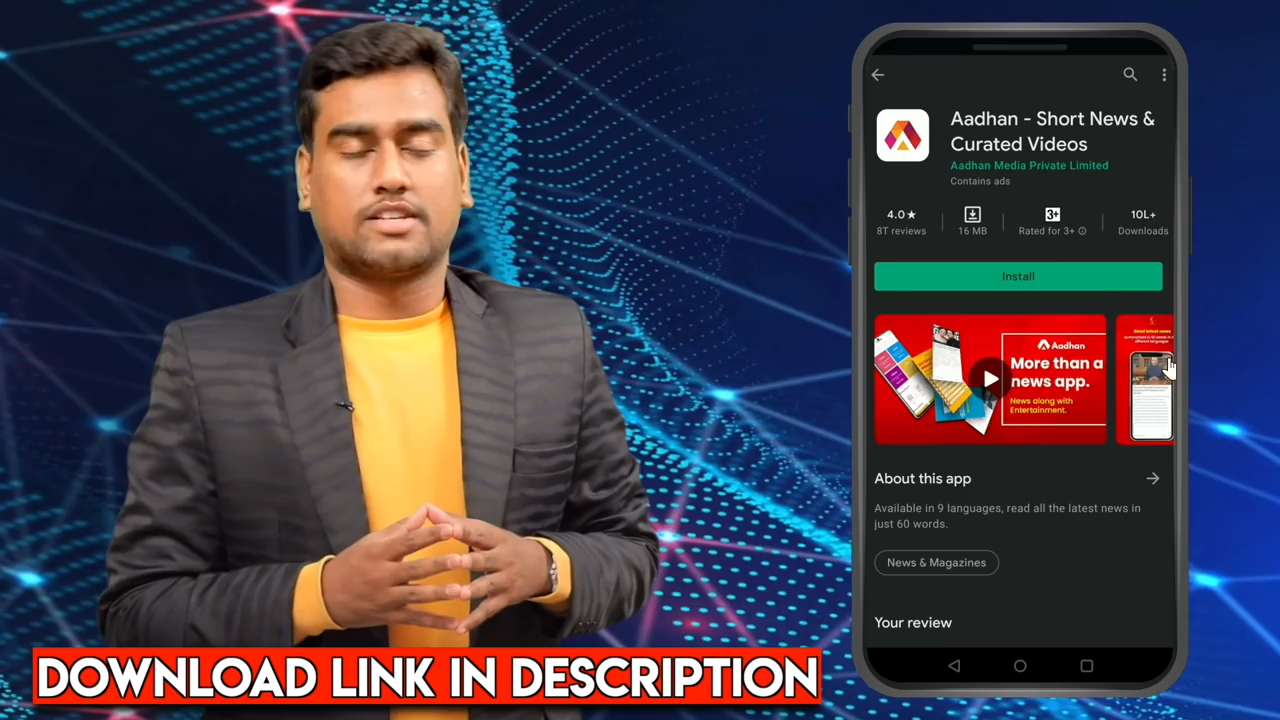 Aadhan - Short News &
Curated Videos
Aadhan Media Private Limited
Contains ads
4.0★
8T reviews
16 MB
3+
Rated for 3+
10L+
Downloads
Install
Aadhan
More than a
news app.
News along with
Entertainment.
Read latest news
About this app
Available in 9 languages, read all the latest news in
just 60 words.
News & Magazines
Your review
DOWNLOAD LINK IN DESCRIPTION